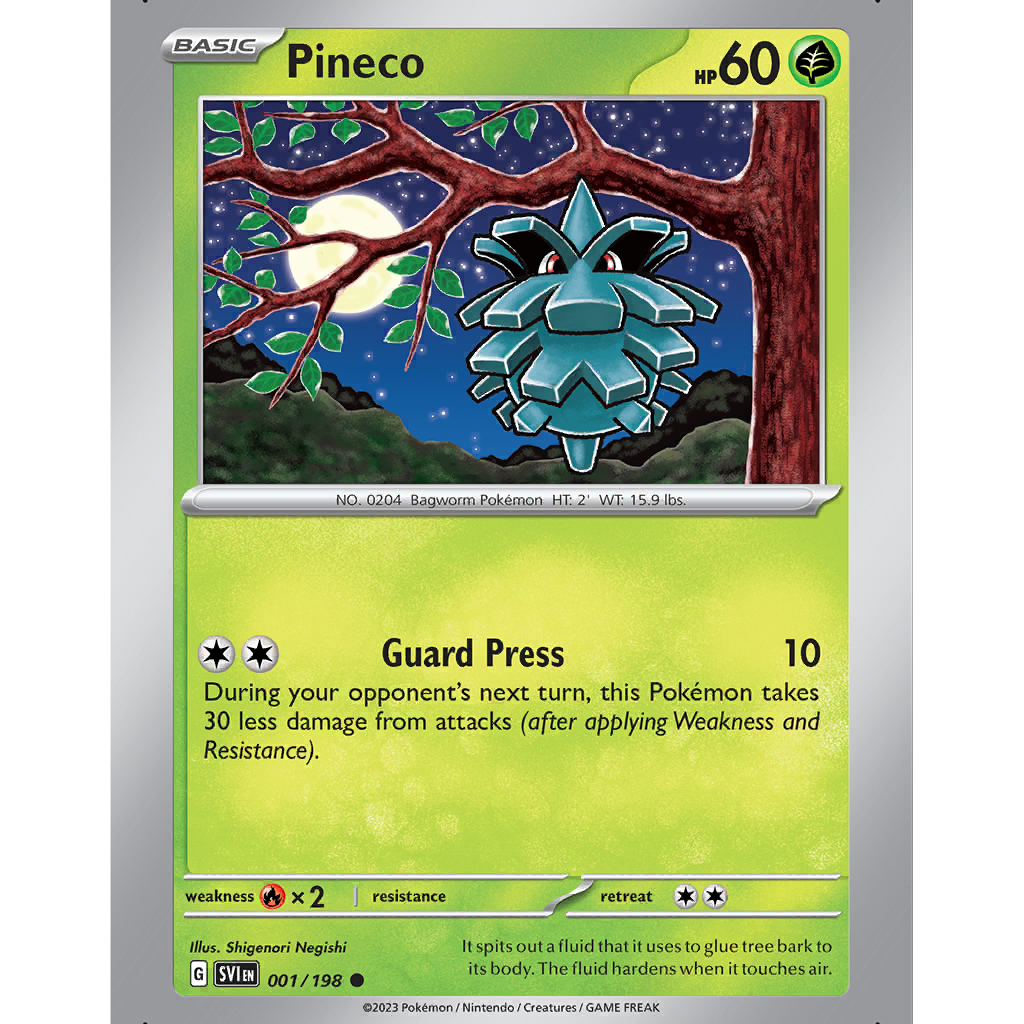 BASIC
Pineco
HP 60
NO. 0204 Bagworm Pokémon HT: 2' WT: 15.9 lbs.
Guard Press 10
During your opponent's next turn, this Pokémon takes
30 less damage from attacks (after applying Weakness and
Resistance).
weakness ×2 resistance retreat
Illus. Shigenori Negishi
It spits out a fluid that it uses to glue tree bark to
its body. The fluid hardens when it touches air.
G SVI EN 001/198
©2023 Pokémon / Nintendo / Creatures / GAME FREAK